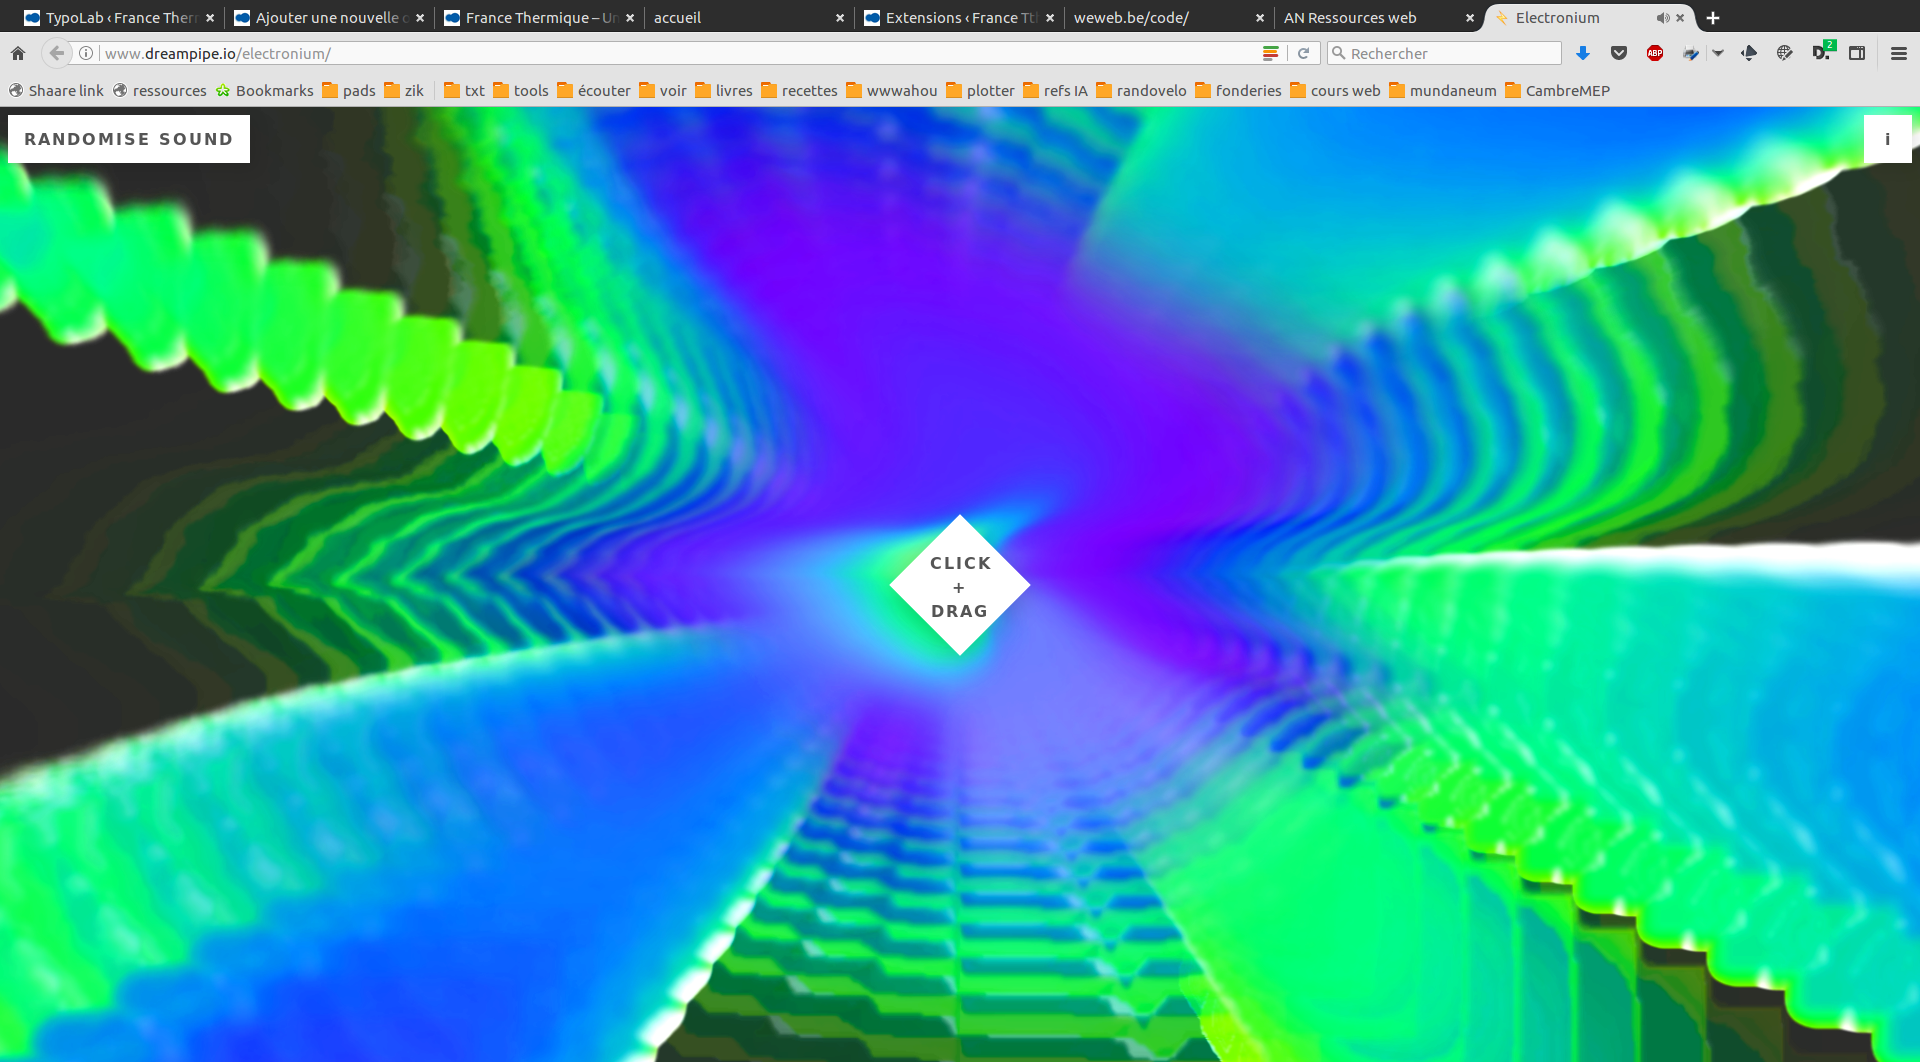 TypoLab ‹ France Ther
Ajouter une nouvelle
France Thermique – Un
accueil
Extensions ‹ France
weweb.be/code/
AN Ressources web
Electronium
www.dreampipe.io/electronium/
Rechercher
ABP
D
2
Shaare link
ressources
Bookmarks
pads
zik
txt
tools
écouter
voir
livres
recettes
wwwahou
plotter
refs IA
randovelo
fonderies
cours web
mundaneum
CambreMEP
RANDOMISE SOUND
i
CLICK
+
DRAG